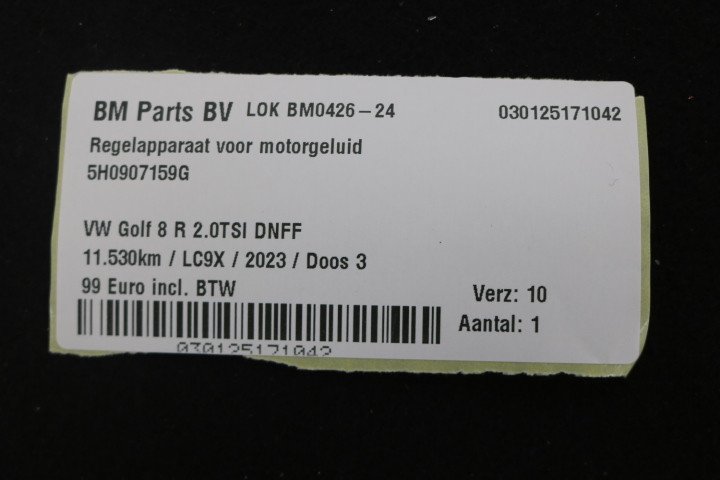 BM Parts BV LOK BM0426-24 030125171042
Regelapparaat voor motorgeluid
5H0907159G
VW Golf 8 R 2.0TSI DNFF
11.530km / LC9X / 2023 / Doos 3
99 Euro incl. BTW
Verz: 10
Aantal: 1
030125171042